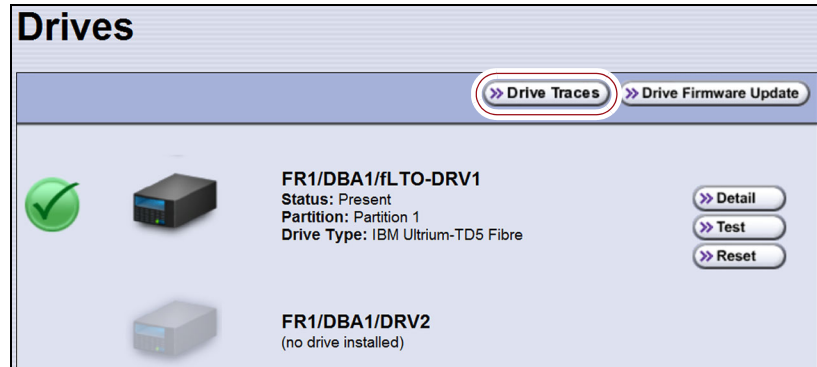 Drives
Drive Traces
Drive Firmware Update
FR1/DBA1/fLTO-DRV1
Status: Present
Partition: Partition 1
Drive Type: IBM Ultrium-TD5 Fibre
Detail
Test
Reset
FR1/DBA1/DRV2
(no drive installed)